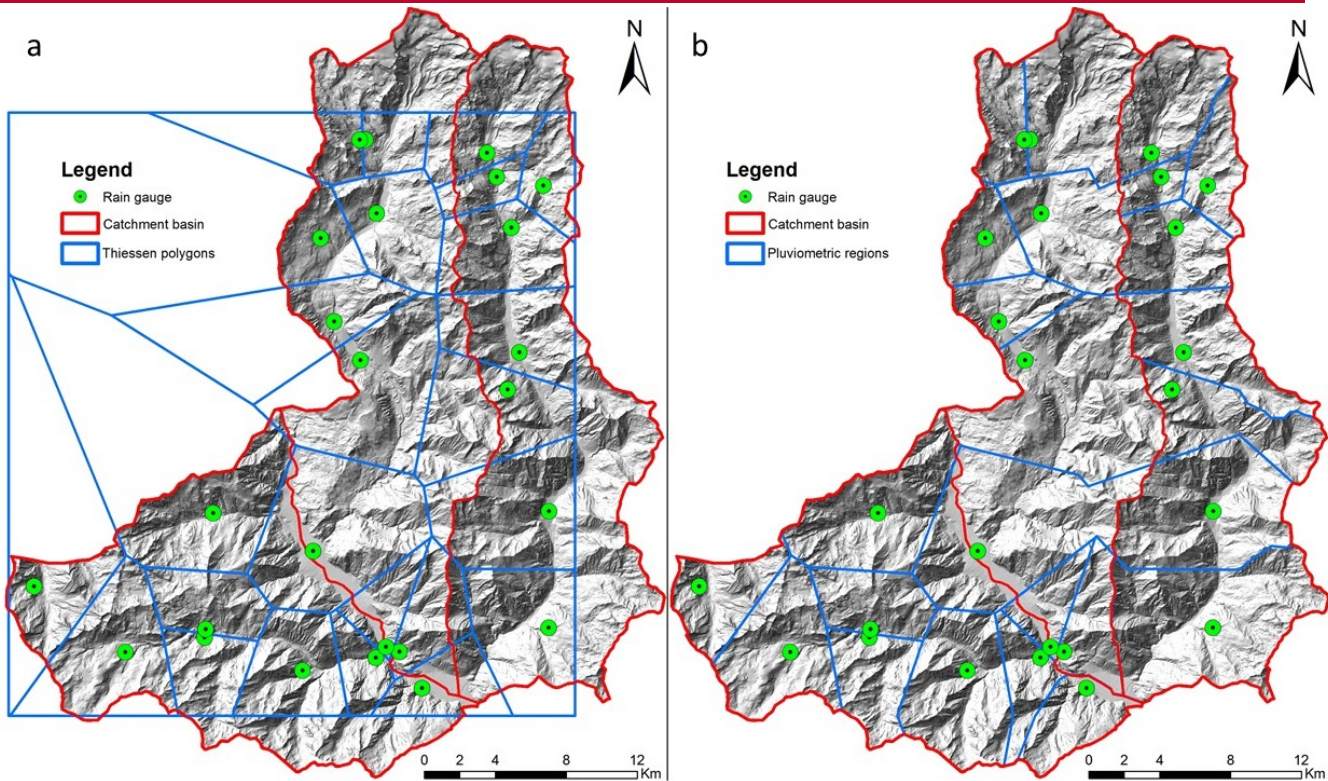 a
N
Legend
Rain gauge
Catchment basin
Thiessen polygons
0 2 4 8 12
Km
b
N
Legend
Rain gauge
Catchment basin
Pluviometric regions
0 2 4 8 12
Km